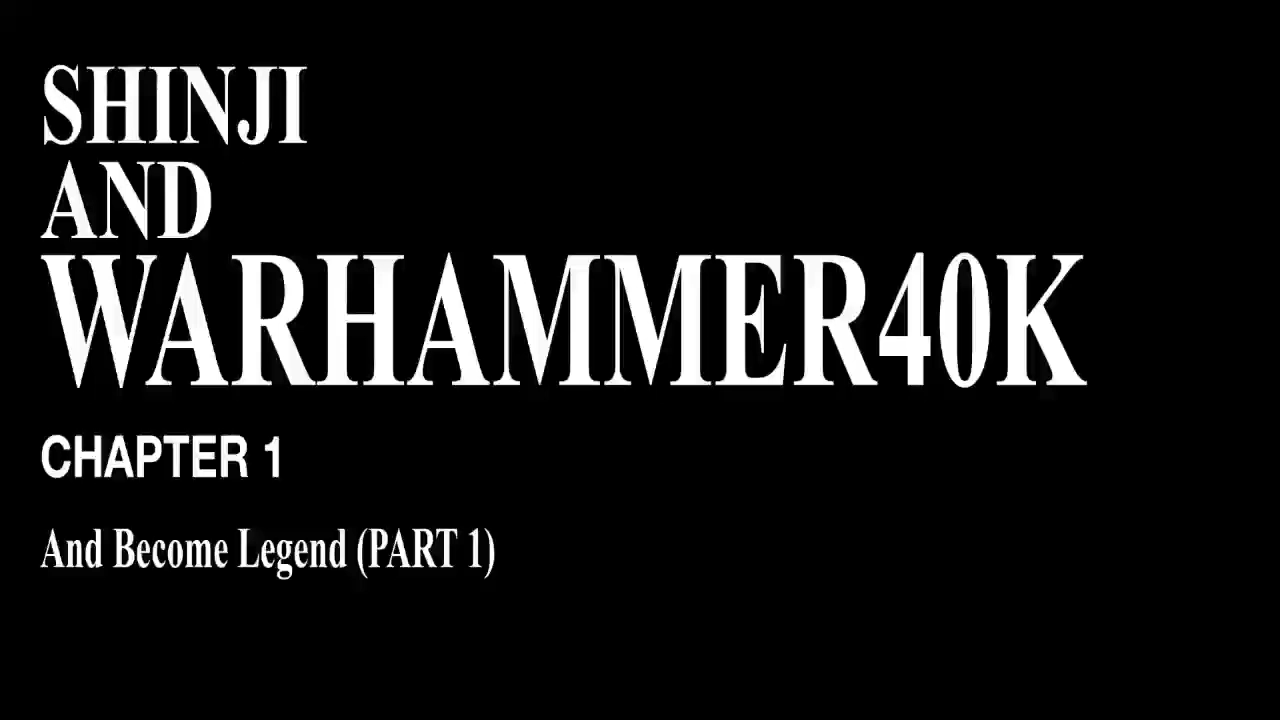 SHINJI
AND
WARHAMMER40K
CHAPTER 1
And Become Legend (PART 1)